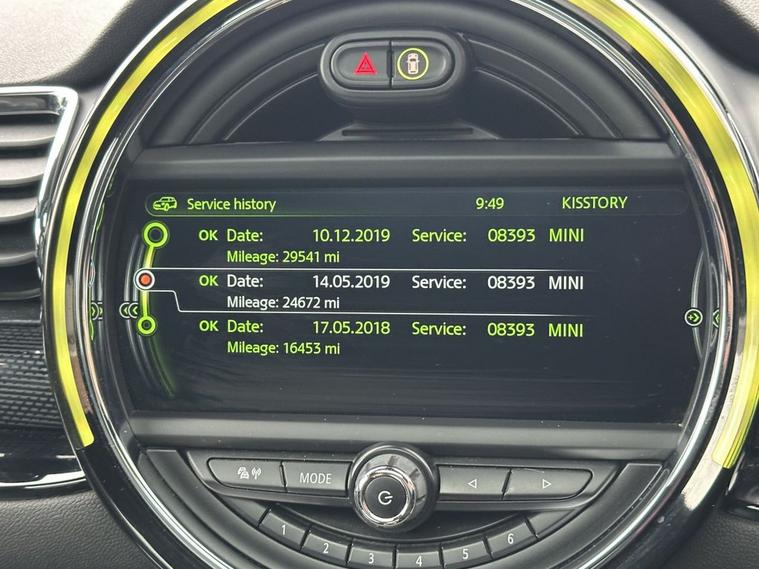 Service history 9:49 KISSTORY
OK Date: 10.12.2019 Service: 08393 MINI
Mileage: 29541 mi
OK Date: 14.05.2019 Service: 08393 MINI
Mileage: 24672 mi
OK Date: 17.05.2018 Service: 08393 MINI
Mileage: 16453 mi
MODE
1 2 3 4 5 6